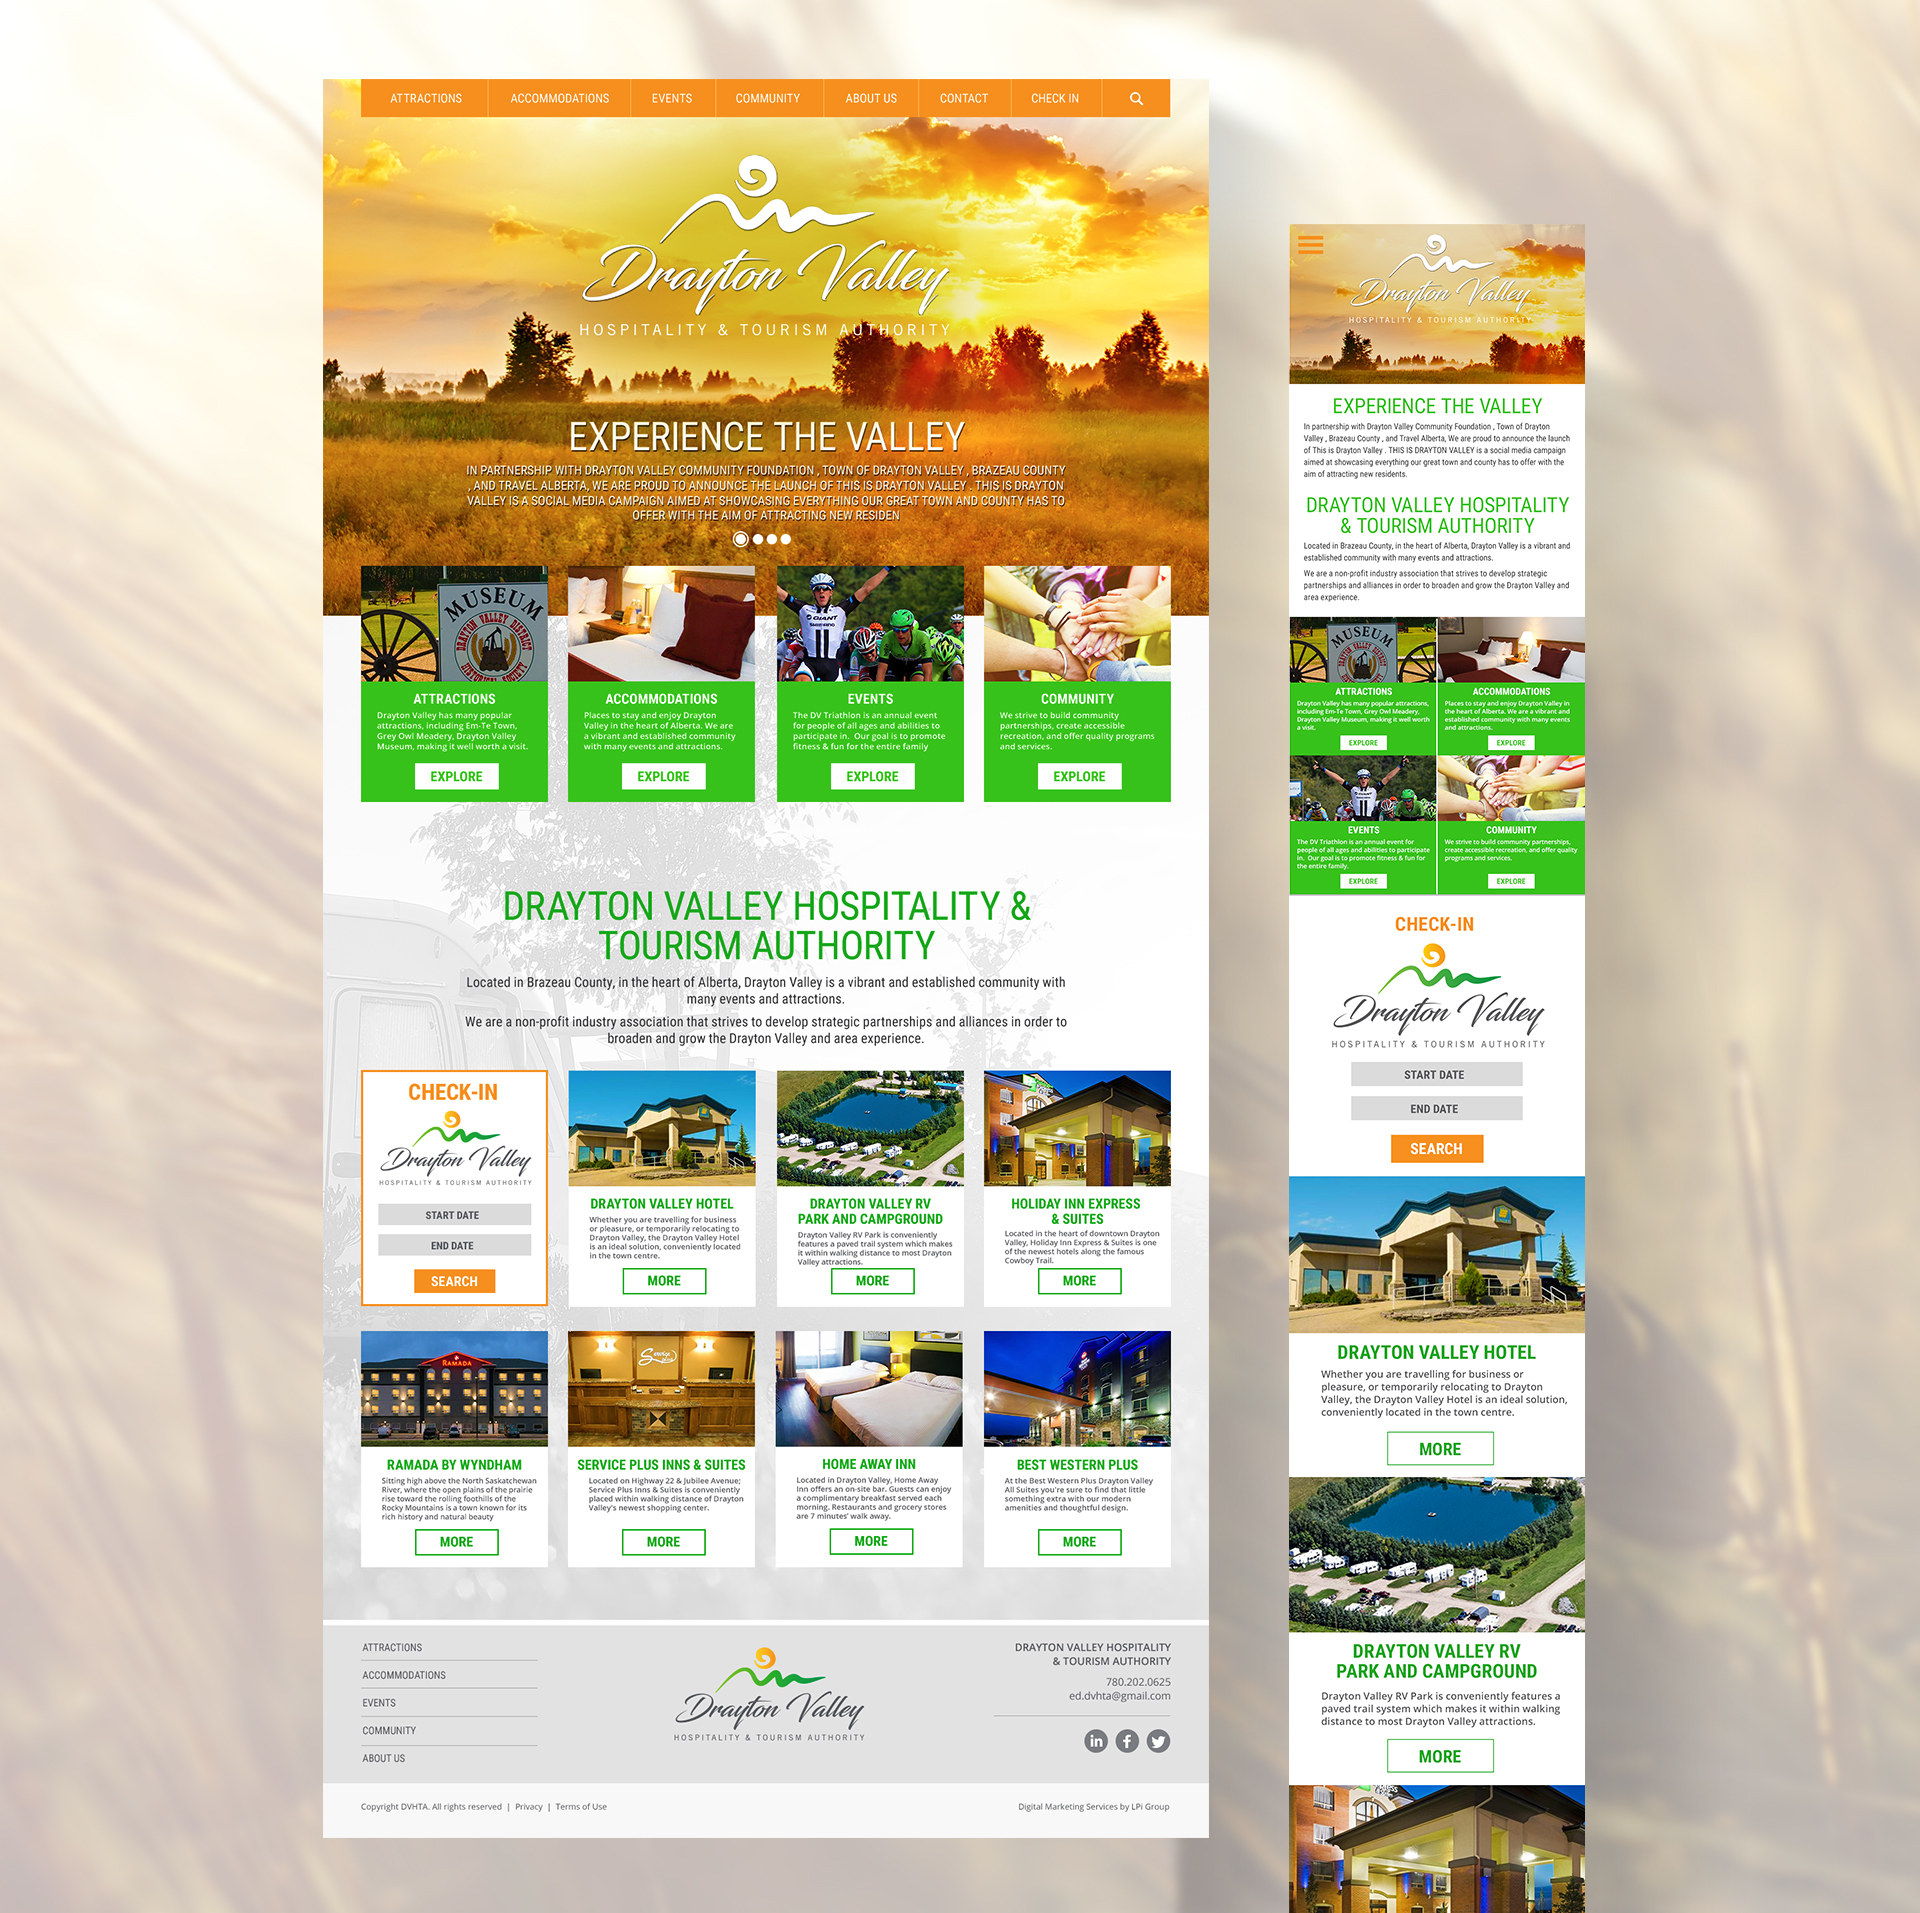 ATTRACTIONS
ACCOMMODATIONS
EVENTS
COMMUNITY
ABOUT US
CONTACT
CHECK IN
Drayton Valley
HOSPITALITY & TOURISM AUTHORITY
EXPERIENCE THE VALLEY
IN PARTNERSHIP WITH DRAYTON VALLEY COMMUNITY FOUNDATION , TOWN OF DRAYTON VALLEY , BRAZEAU COUNTY
, AND TRAVEL ALBERTA, WE ARE PROUD TO ANNOUNCE THE LAUNCH OF THIS IS DRAYTON VALLEY . THIS IS DRAYTON
VALLEY IS A SOCIAL MEDIA CAMPAIGN AIMED AT SHOWCASING EVERYTHING OUR GREAT TOWN AND COUNTY HAS TO
OFFER WITH THE AIM OF ATTRACTING NEW RESIDEN
MUSEUM
DRAYTON VALLEY DISTRICT
HISTORICAL SOCIETY
ATTRACTIONS
Drayton Valley has many popular
attractions, including Em-Te Town,
Grey Owl Meadery, Drayton Valley
Museum, making it well worth a visit.
EXPLORE
ACCOMMODATIONS
Places to stay and enjoy Drayton
Valley in the heart of Alberta. We are
a vibrant and established community
with many events and attractions.
EXPLORE
GIANT
SHIMANO
EVENTS
The DV Triathlon is an annual event
for people of all ages and abilities to
participate in. Our goal is to promote
fitness & fun for the entire family
EXPLORE
COMMUNITY
We strive to build community
partnerships, create accessible
recreation, and offer quality programs
and services.
EXPLORE
DRAYTON VALLEY HOSPITALITY &
TOURISM AUTHORITY
Located in Brazeau County, in the heart of Alberta, Drayton Valley is a vibrant and established community with
many events and attractions.
We are a non-profit industry association that strives to develop strategic partnerships and alliances in order to
broaden and grow the Drayton Valley and area experience.
CHECK-IN
Drayton Valley
HOSPITALITY & TOURISM AUTHORITY
START DATE
END DATE
SEARCH
DRAYTON VALLEY HOTEL
Whether you are travelling for business
or pleasure, or temporarily relocating to
Drayton Valley, the Drayton Valley Hotel
is an ideal solution, conveniently located
in the town centre.
MORE
DRAYTON VALLEY RV
PARK AND CAMPGROUND
Drayton Valley RV Park is conveniently
features a paved trail system which makes
it within walking distance to most Drayton
Valley attractions.
MORE
HOLIDAY INN EXPRESS
& SUITES
Located in the heart of downtown Drayton
Valley, Holiday Inn Express & Suites is one
of the newest hotels along the famous
Cowboy Trail.
MORE
RAMADA
RAMADA BY WYNDHAM
Sitting high above the North Saskatchewan
River, where the open plains of the prairie
rise toward the rolling foothills of the
Rocky Mountains is a town known for its
rich history and natural beauty
MORE
Service plus
SERVICE PLUS INNS & SUITES
Located on Highway 22 & Jubilee Avenue;
Service Plus Inns & Suites is conveniently
placed within walking distance of Drayton
Valley's newest shopping center.
MORE
HOME AWAY INN
Located in Drayton Valley, Home Away
Inn offers an on-site bar. Guests can enjoy
a complimentary breakfast served each
morning. Restaurants and grocery stores
are 7 minutes' walk away.
MORE
BEST WESTERN PLUS
At the Best Western Plus Drayton Valley
All Suites you're sure to find that little
something extra with our modern
amenities and thoughtful design.
MORE
ATTRACTIONS
ACCOMMODATIONS
EVENTS
COMMUNITY
ABOUT US
Drayton Valley
HOSPITALITY & TOURISM AUTHORITY
DRAYTON VALLEY HOSPITALITY
& TOURISM AUTHORITY
780.202.0625
ed.dvhta@gmail.com
in
f
Copyright DVHTA. All rights reserved | Privacy | Terms of Use
Digital Marketing Services by LPi Group
Drayton Valley
HOSPITALITY & TOURISM AUTHORITY
EXPERIENCE THE VALLEY
In partnership with Drayton Valley Community Foundation , Town of Drayton
Valley , Brazeau County , and Travel Alberta, We are proud to announce the launch
of This is Drayton Valley . THIS IS DRAYTON VALLEY is a social media campaign
aimed at showcasing everything our great town and county has to offer with the
aim of attracting new residents.
DRAYTON VALLEY HOSPITALITY
& TOURISM AUTHORITY
Located in Brazeau County, in the heart of Alberta, Drayton Valley is a vibrant and
established community with many events and attractions.
We are a non-profit industry association that strives to develop strategic
partnerships and alliances in order to broaden and grow the Drayton Valley and
area experience.
MUSEUM
DRAYTON VALLEY DISTRICT
ATTRACTIONS
Drayton Valley has many popular attractions,
including Em-Te Town, Grey Owl Meadery,
Drayton Valley Museum, making it well worth
a visit.
EXPLORE
ACCOMMODATIONS
Places to stay and enjoy Drayton Valley in
the heart of Alberta. We are a vibrant and
established community with many events
and attractions.
EXPLORE
GIANT
EVENTS
The DV Triathlon is an annual event for
people of all ages and abilities to participate
in. Our goal is to promote fitness & fun for
the entire family.
EXPLORE
COMMUNITY
We strive to build community partnerships,
create accessible recreation, and offer quality
programs and services.
EXPLORE
CHECK-IN
Drayton Valley
HOSPITALITY & TOURISM AUTHORITY
START DATE
END DATE
SEARCH
DRAYTON VALLEY HOTEL
Whether you are travelling for business or
pleasure, or temporarily relocating to Drayton
Valley, the Drayton Valley Hotel is an ideal solution,
conveniently located in the town centre.
MORE
DRAYTON VALLEY RV
PARK AND CAMPGROUND
Drayton Valley RV Park is conveniently features a
paved trail system which makes it within walking
distance to most Drayton Valley attractions.
MORE